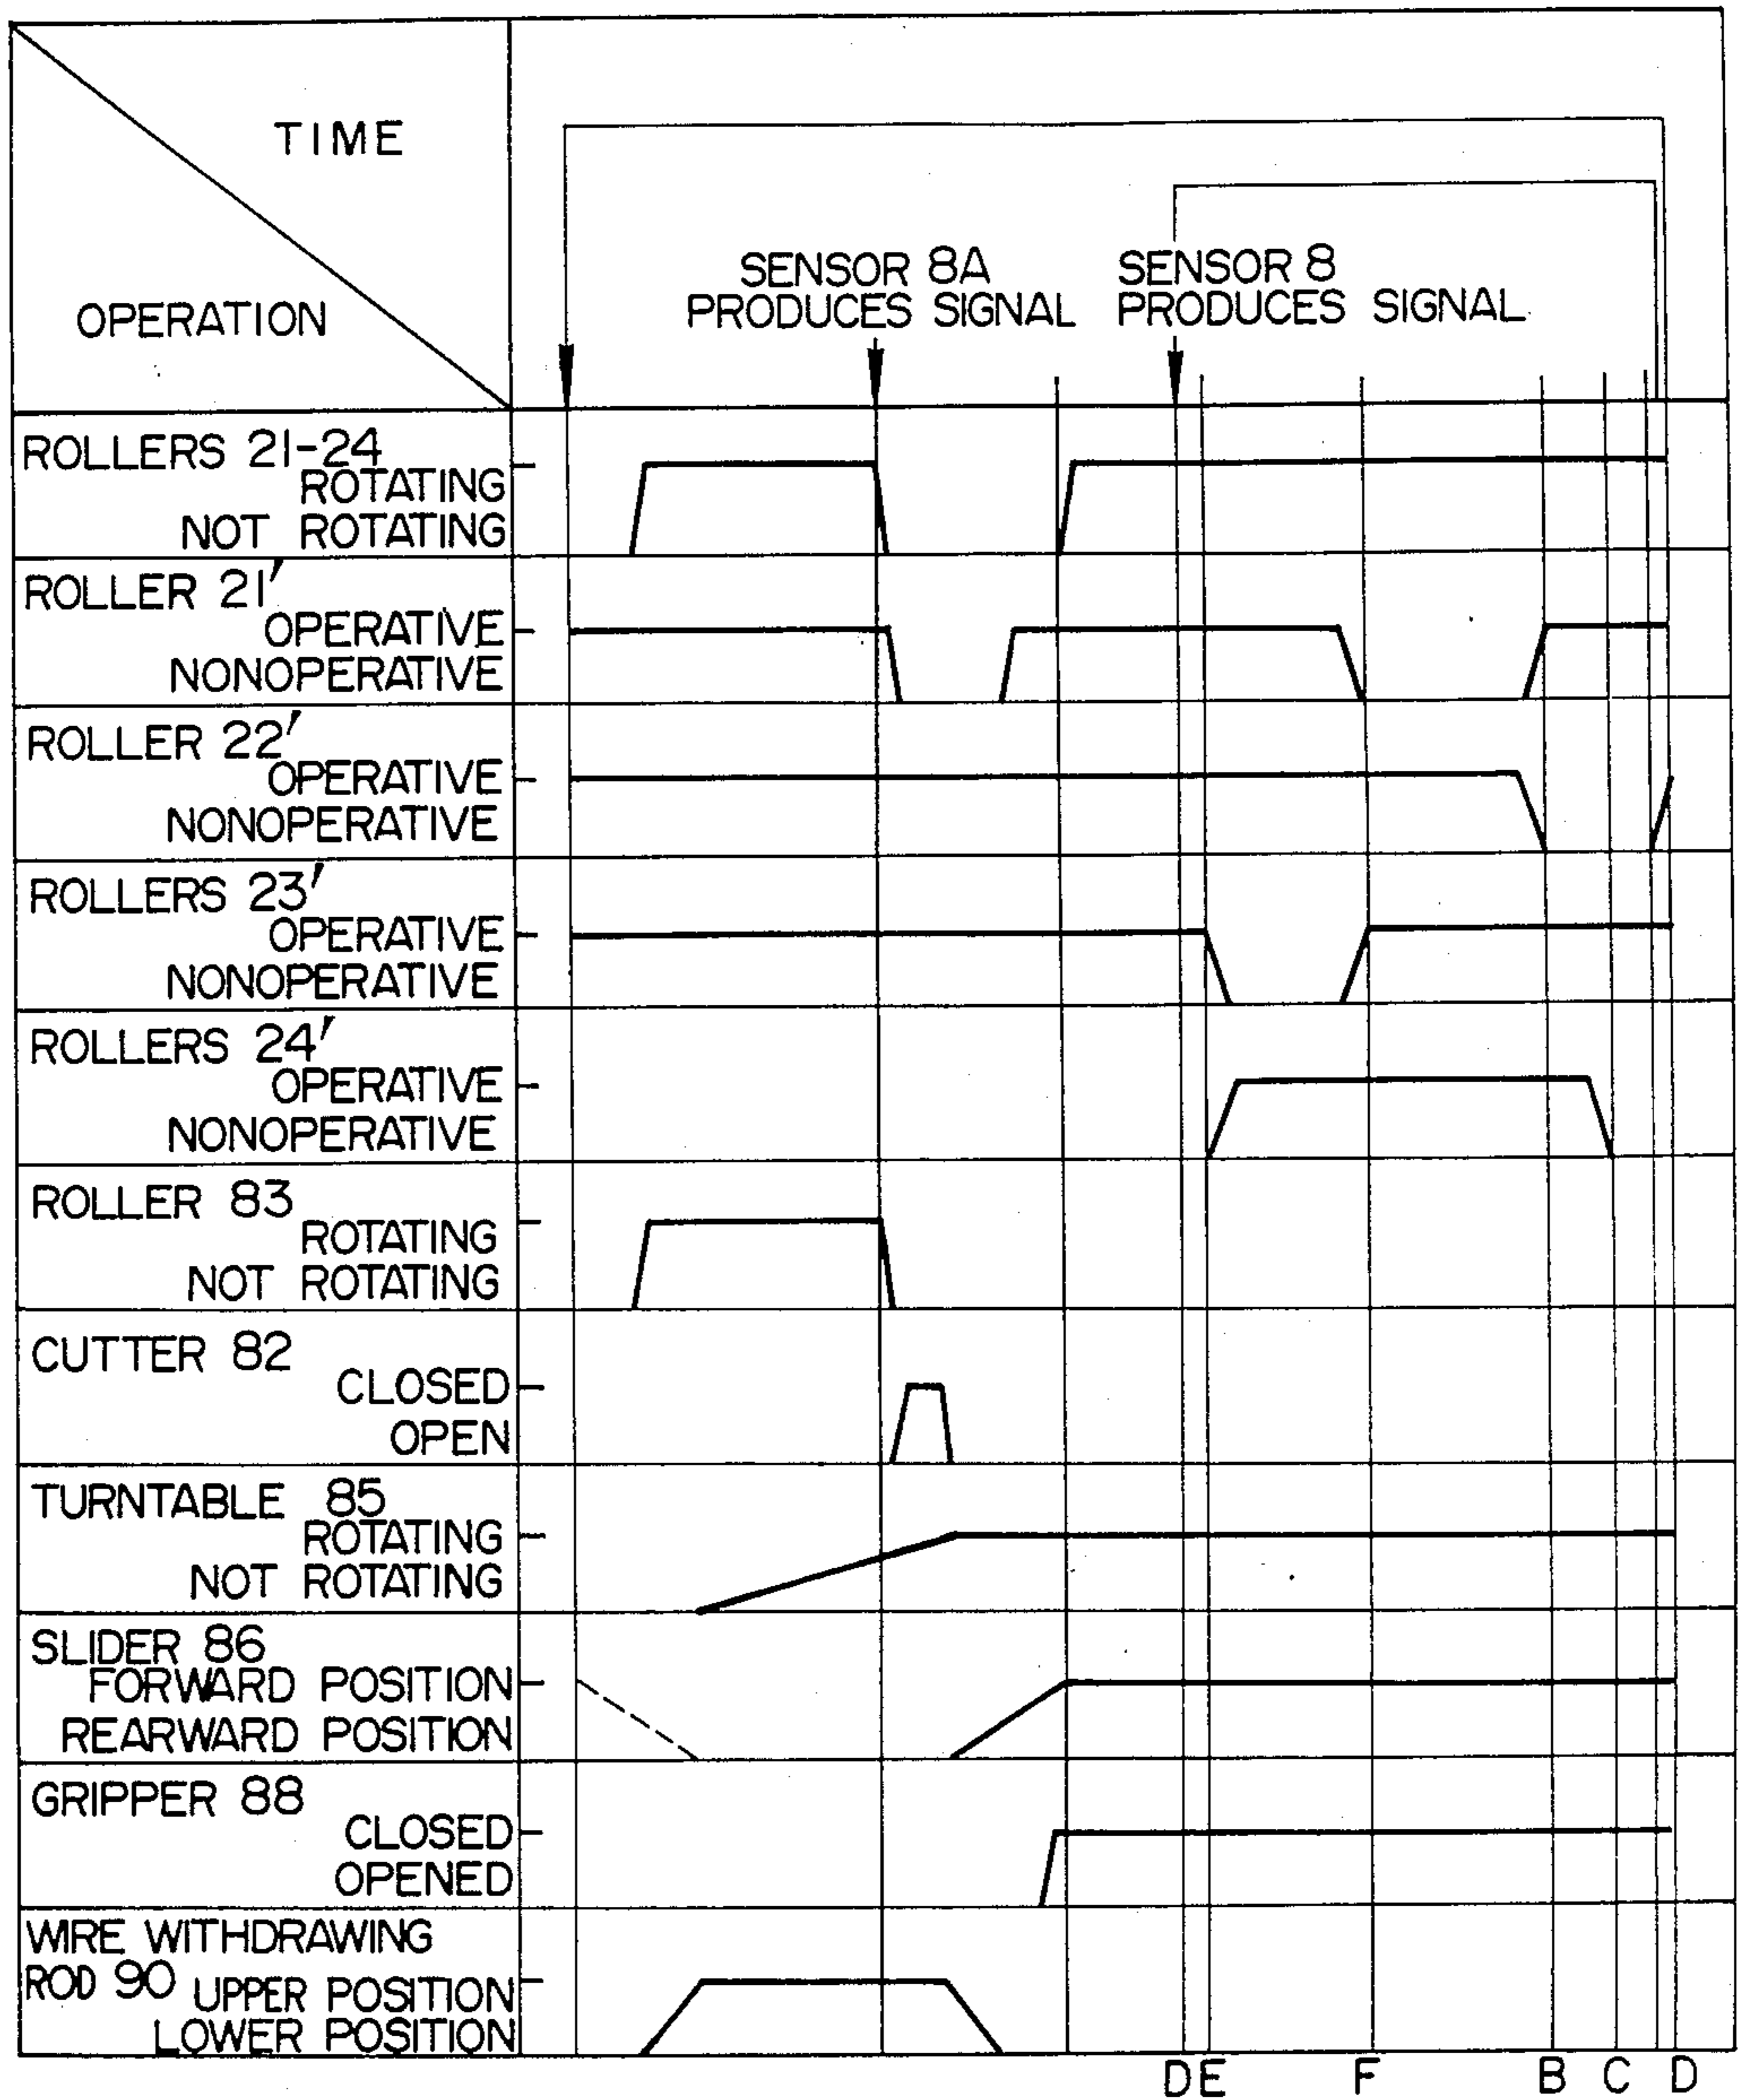 TIME
OPERATION
SENSOR 8A
PRODUCES SIGNAL
SENSOR 8
PRODUCES SIGNAL
ROLLERS 21-24
ROTATING
NOT ROTATING
ROLLER 21'
OPERATIVE
NONOPERATIVE
ROLLER 22'
OPERATIVE
NONOPERATIVE
ROLLERS 23'
OPERATIVE
NONOPERATIVE
ROLLERS 24'
OPERATIVE
NONOPERATIVE
ROLLER 83
ROTATING
NOT ROTATING
CUTTER 82
CLOSED
OPEN
TURNTABLE 85
ROTATING
NOT ROTATING
SLIDER 86
FORWARD POSITION
REARWARD POSITION
GRIPPER 88
CLOSED
OPENED
WIRE WITHDRAWING
ROD 90 UPPER POSITION
LOWER POSITION
D E F B C D